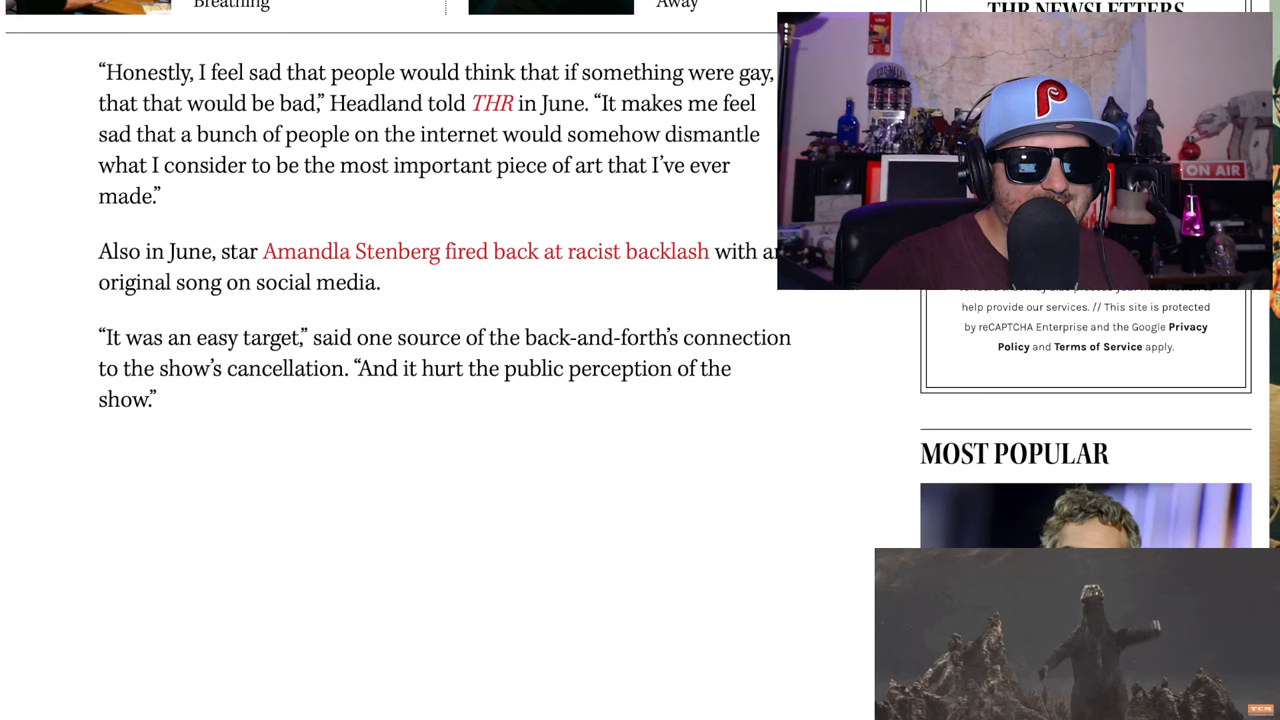 Breathing
Away
“Honestly, I feel sad that people would think that if something were gay,
that that would be bad,” Headland told THR in June. “It makes me feel
sad that a bunch of people on the internet would somehow dismantle
what I consider to be the most important piece of art that I’ve ever
made.”
Also in June, star Amandla Stenberg fired back at racist backlash with an
original song on social media.
“It was an easy target,” said one source of the back-and-forth’s connection
to the show’s cancellation. “And it hurt the public perception of the
show.”
THR NEWSLETTERS
P
ON AIR
help provide our services. // This site is protected
by reCAPTCHA Enterprise and the Google Privacy
Policy and Terms of Service apply.
MOST POPULAR
TCM